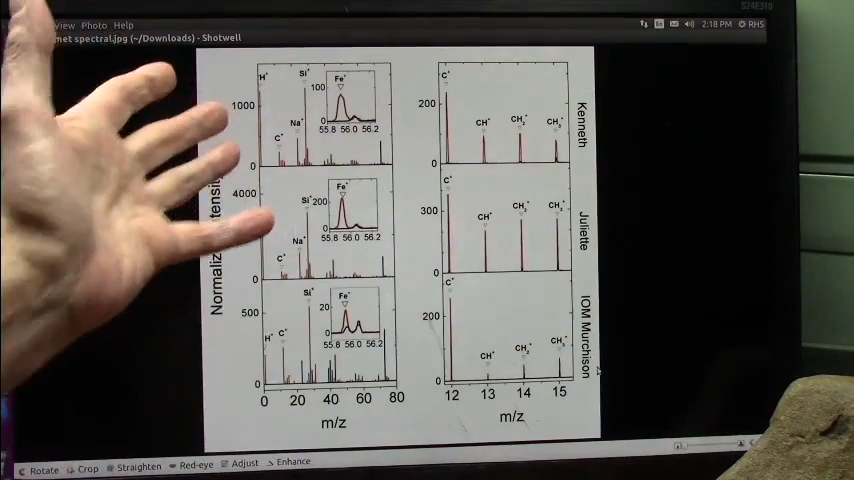 S24E310
View Photo Help
En 2:18 PM RHS
met spectral.jpg (~/Downloads) - Shotwell
H⁺ C⁺ Na⁺ Si⁺
1000
0
100
0
Fe⁺
55.8 56.0 56.2
C⁺ CH⁺ CH₂⁺ CH₃⁺
200
0
Kenneth
4000
0
C⁺ Na⁺ Si⁺
200
0
Fe⁺
55.8 56.0 56.2
C⁺ CH⁺ CH₂⁺ CH₃⁺
300
0
Juliette
500
0
H⁺ C⁺ Si⁺
20
0
Fe⁺
55.8 56.0 56.2
C⁺ CH⁺ CH₂⁺ CH₃⁺
200
0
IOM Murchison
0 20 40 60 80
m/z
12 13 14 15
m/z
Rotate Crop Straighten Red-eye Adjust Enhance